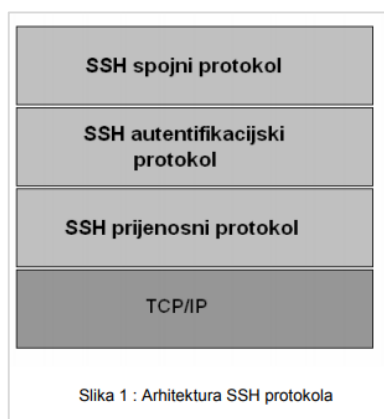 SSH spojni protokol
SSH autentifikacijski
protokol
SSH prijenosni protokol
TCP/IP
Slika 1 : Arhitektura SSH protokola